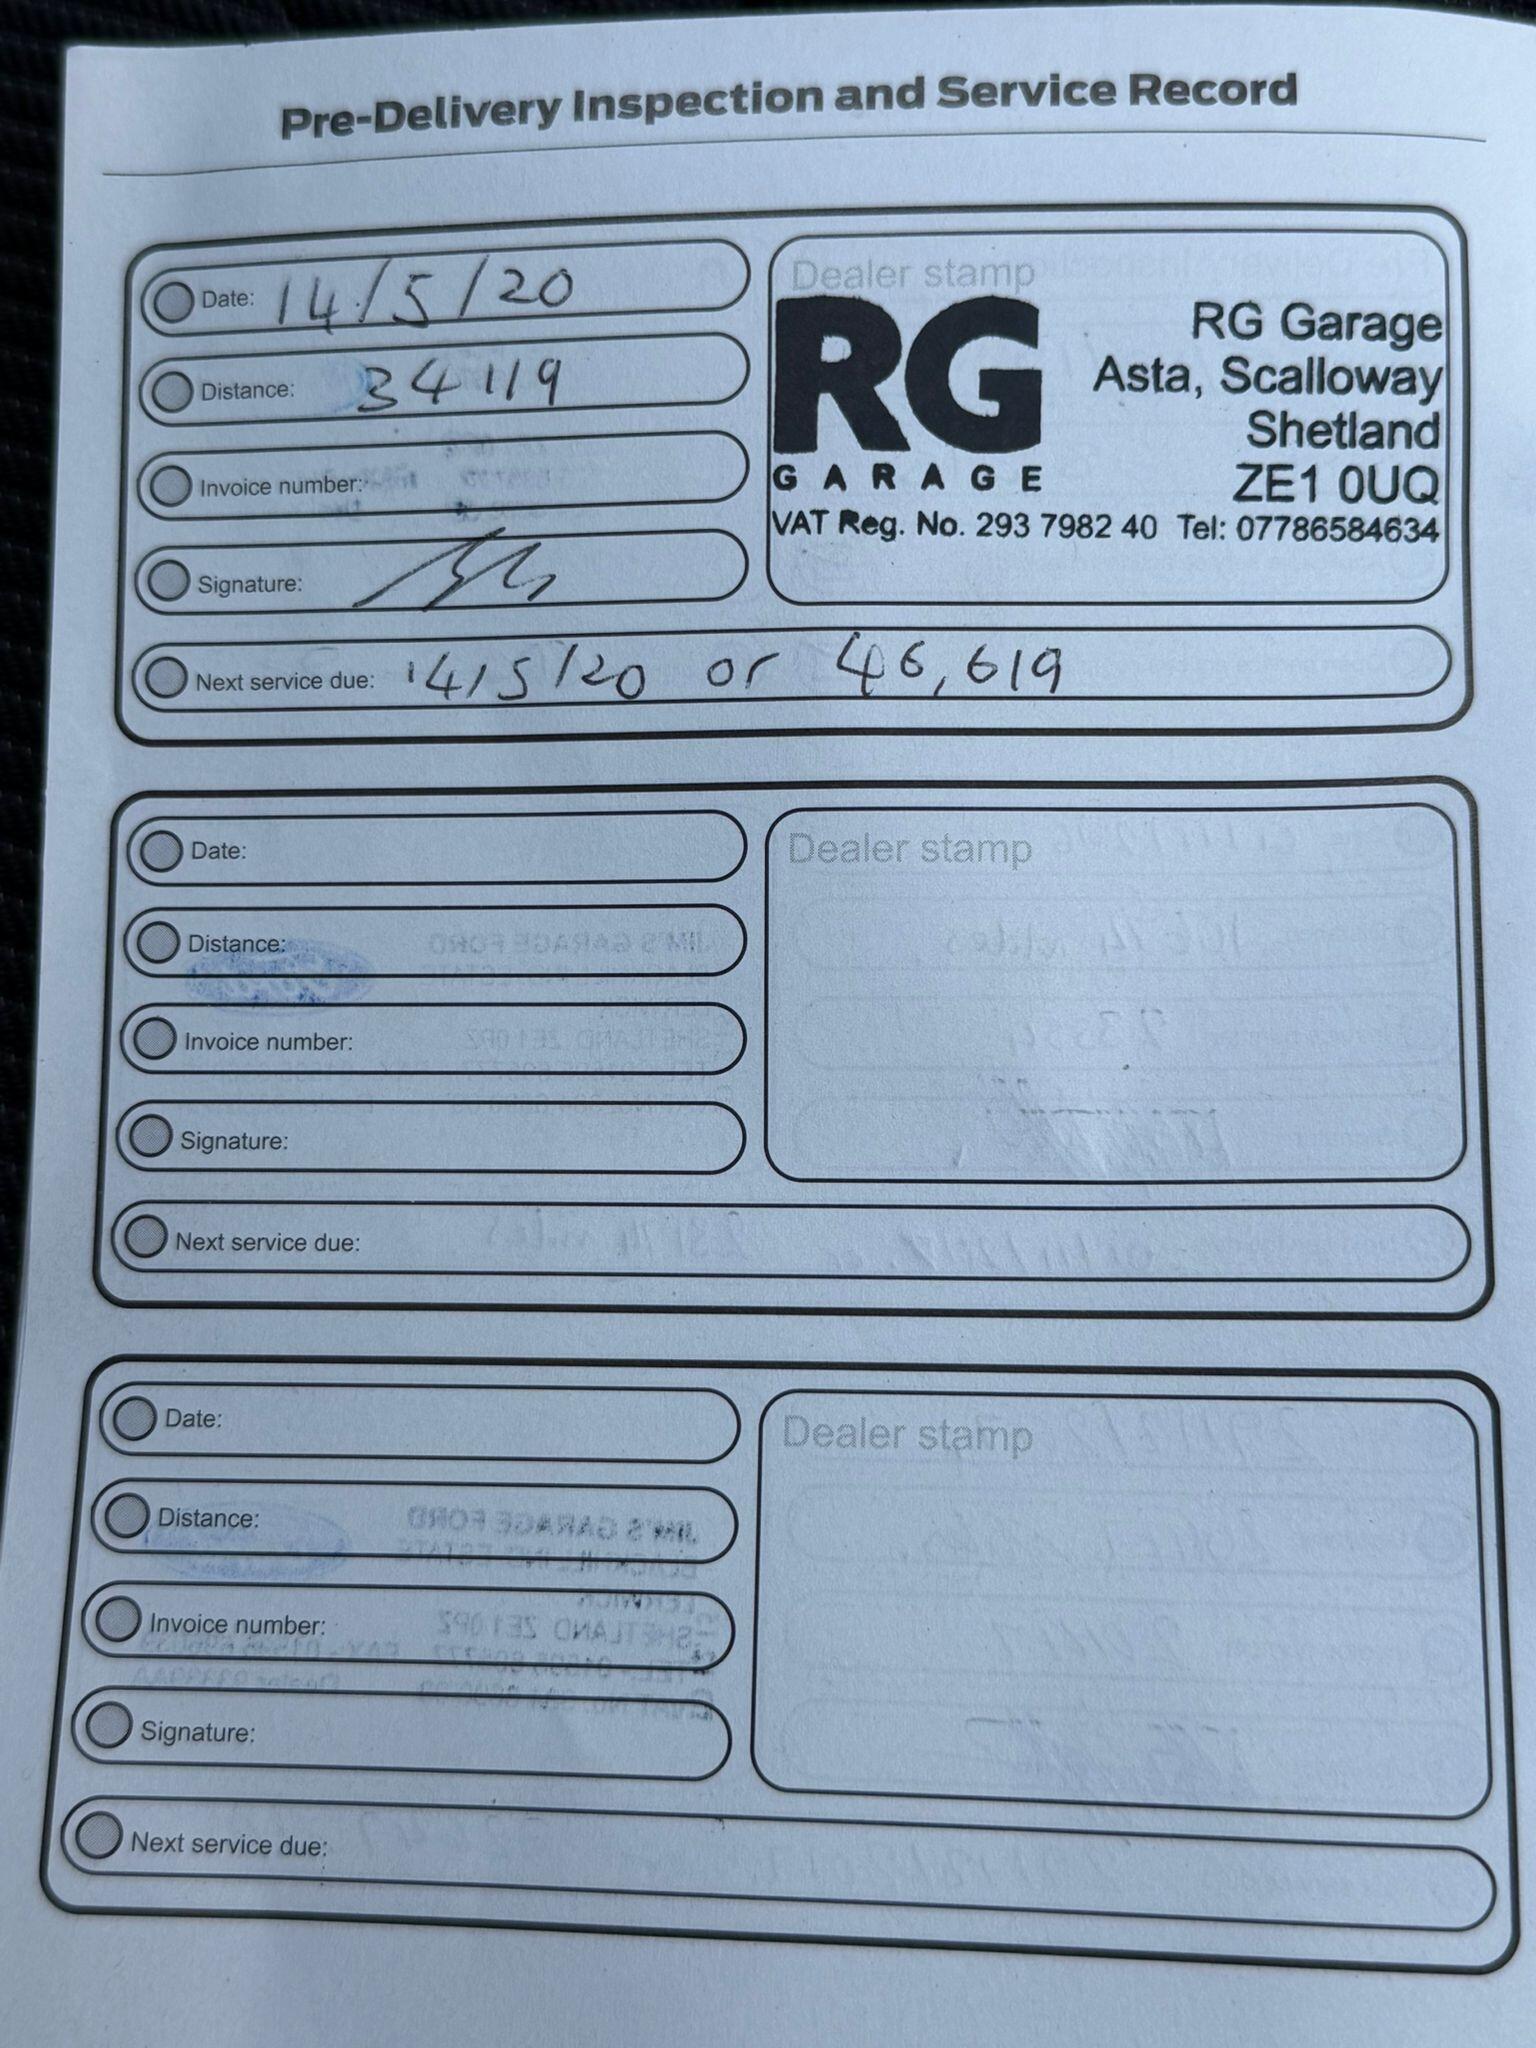 Pre-Delivery Inspection and Service Record
Date: 14/5/20
Distance: 34119
Invoice number:
Signature:
Dealer stamp
RG
GARAGE
RG Garage
Asta, Scalloway
Shetland
ZE1 0UQ
VAT Reg. No. 293 7982 40 Tel: 07786584634
Next service due: 14/5/20 or 46,619
Date:
Distance:
Invoice number:
Signature:
Dealer stamp
Next service due:
Date:
Distance:
Invoice number:
Signature:
Dealer stamp
Next service due: